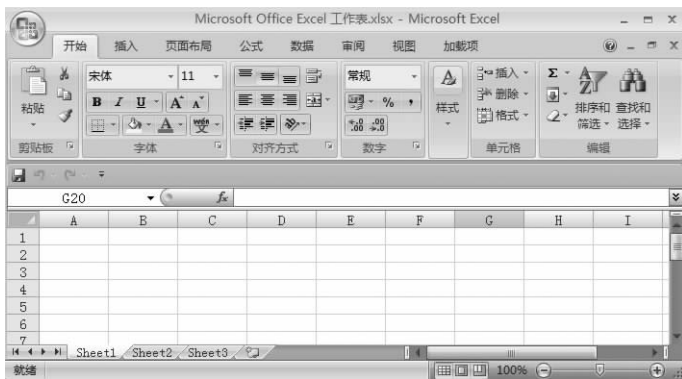 Microsoft Office Excel 工作表.xlsx - Microsoft Excel
开始 插入 页面布局 公式 数据 审阅 视图 加载项
宋体 11 常规 插入 Σ
粘贴 B I U A A % , 样式 删除 排序和 查找和
A 变 .00 .00 格式 筛选 选择
剪贴板 字体 对齐方式 数字 单元格 编辑
G20 fx
A B C D E F G H I
1
2
3
4
5
6
7
Sheet1 Sheet2 Sheet3
就绪 100%